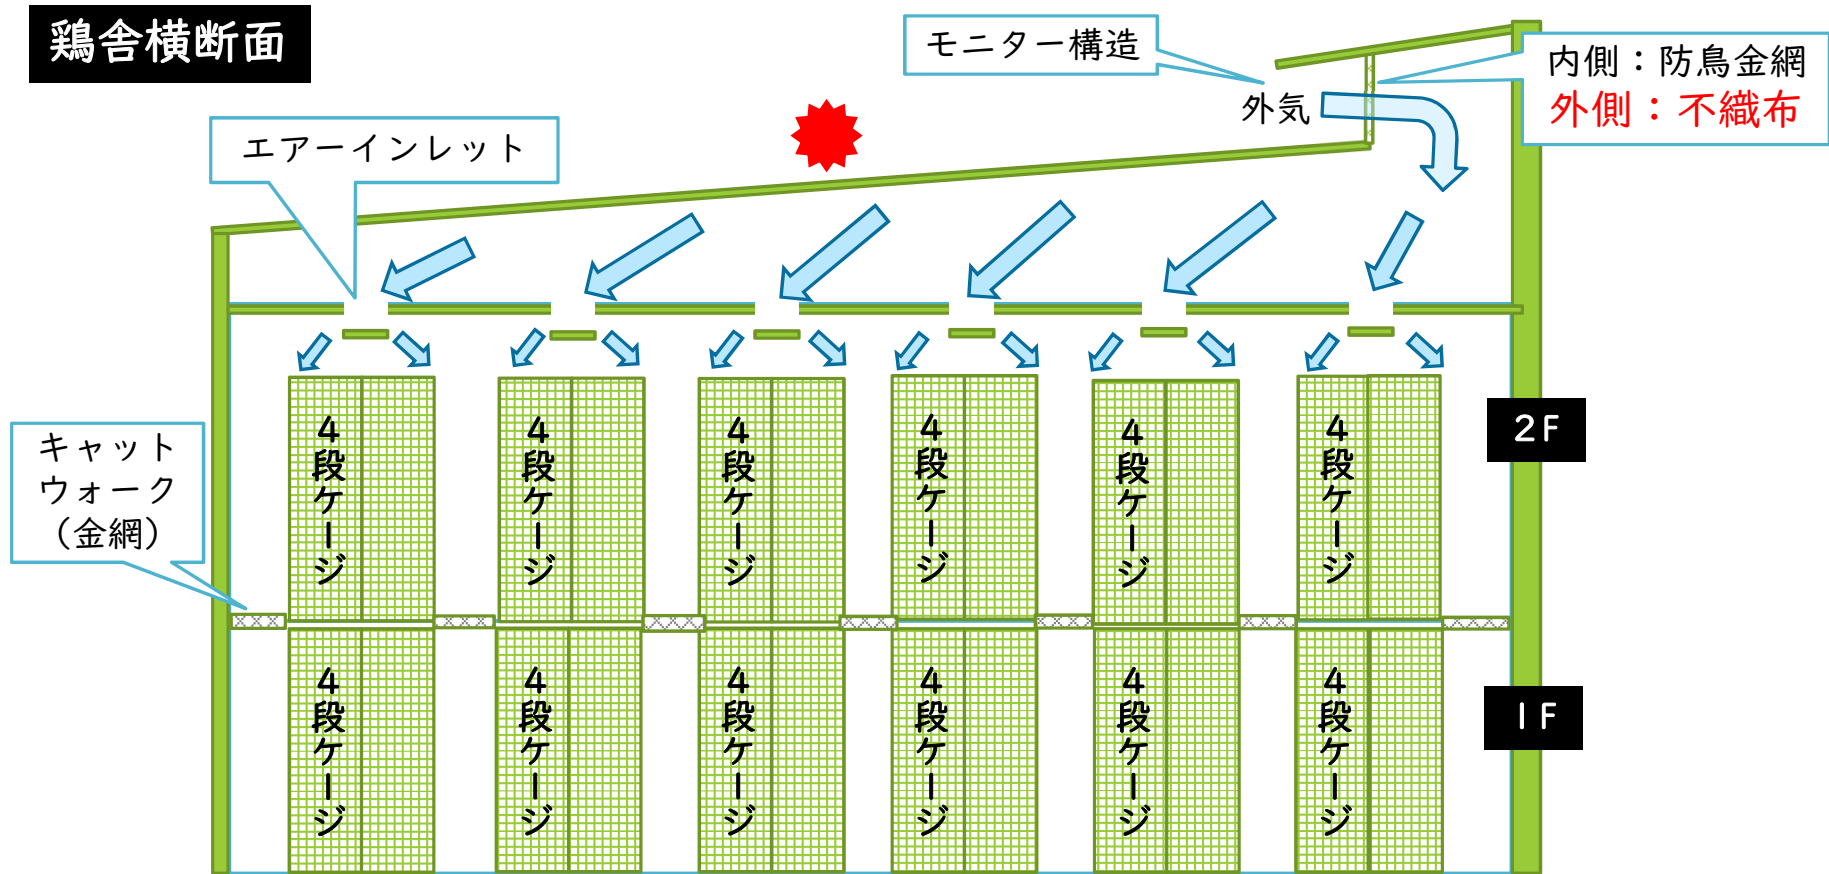 鶏舎横断面
モニター構造
内側：防鳥金網
外側：不織布
外気
エアーインレット
キャット
ウォーク
（金網）
4段ケージ
4段ケージ
4段ケージ
4段ケージ
4段ケージ
4段ケージ
2F
4段ケージ
4段ケージ
4段ケージ
4段ケージ
4段ケージ
4段ケージ
1F